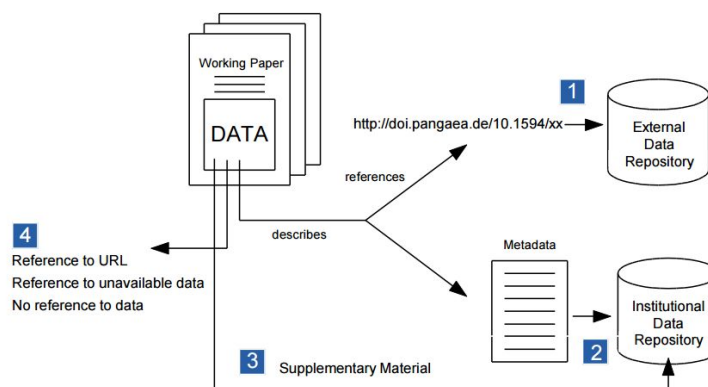 Working Paper
DATA
1
http://doi.pangaea.de/10.1594/xx
External
Data
Repository
references
describes
4
Reference to URL
Reference to unavailable data
No reference to data
Metadata
Institutional
Data
Repository
2
3
Supplementary Material